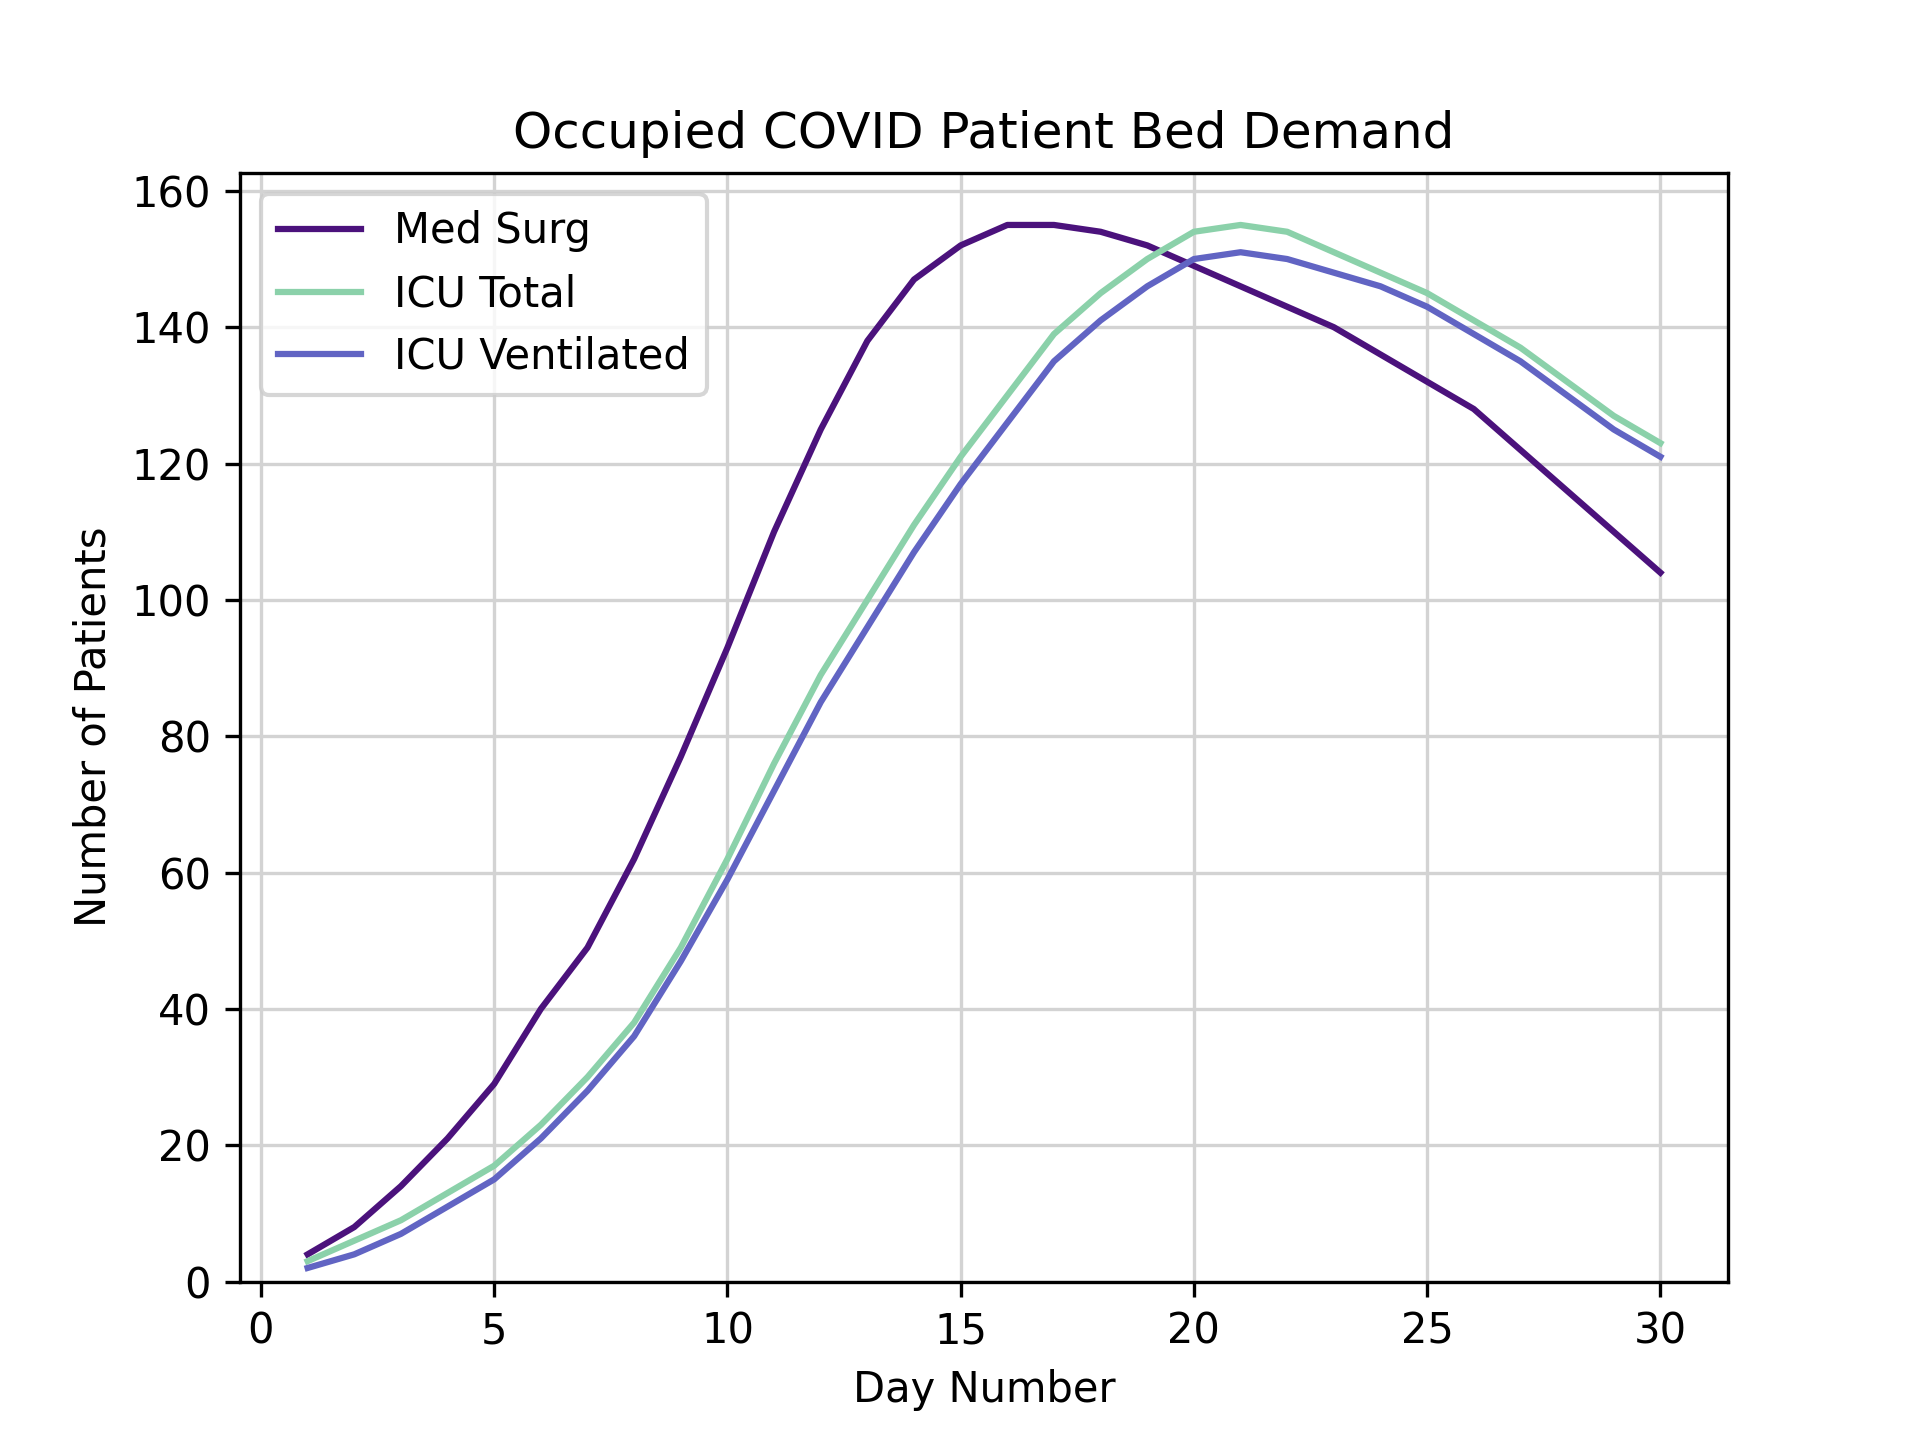 Occupied COVID Patient Bed Demand
Med Surg
ICU Total
ICU Ventilated
160
140
120
100
80
60
40
20
0
Number of Patients
0 5 10 15 20 25 30
Day Number